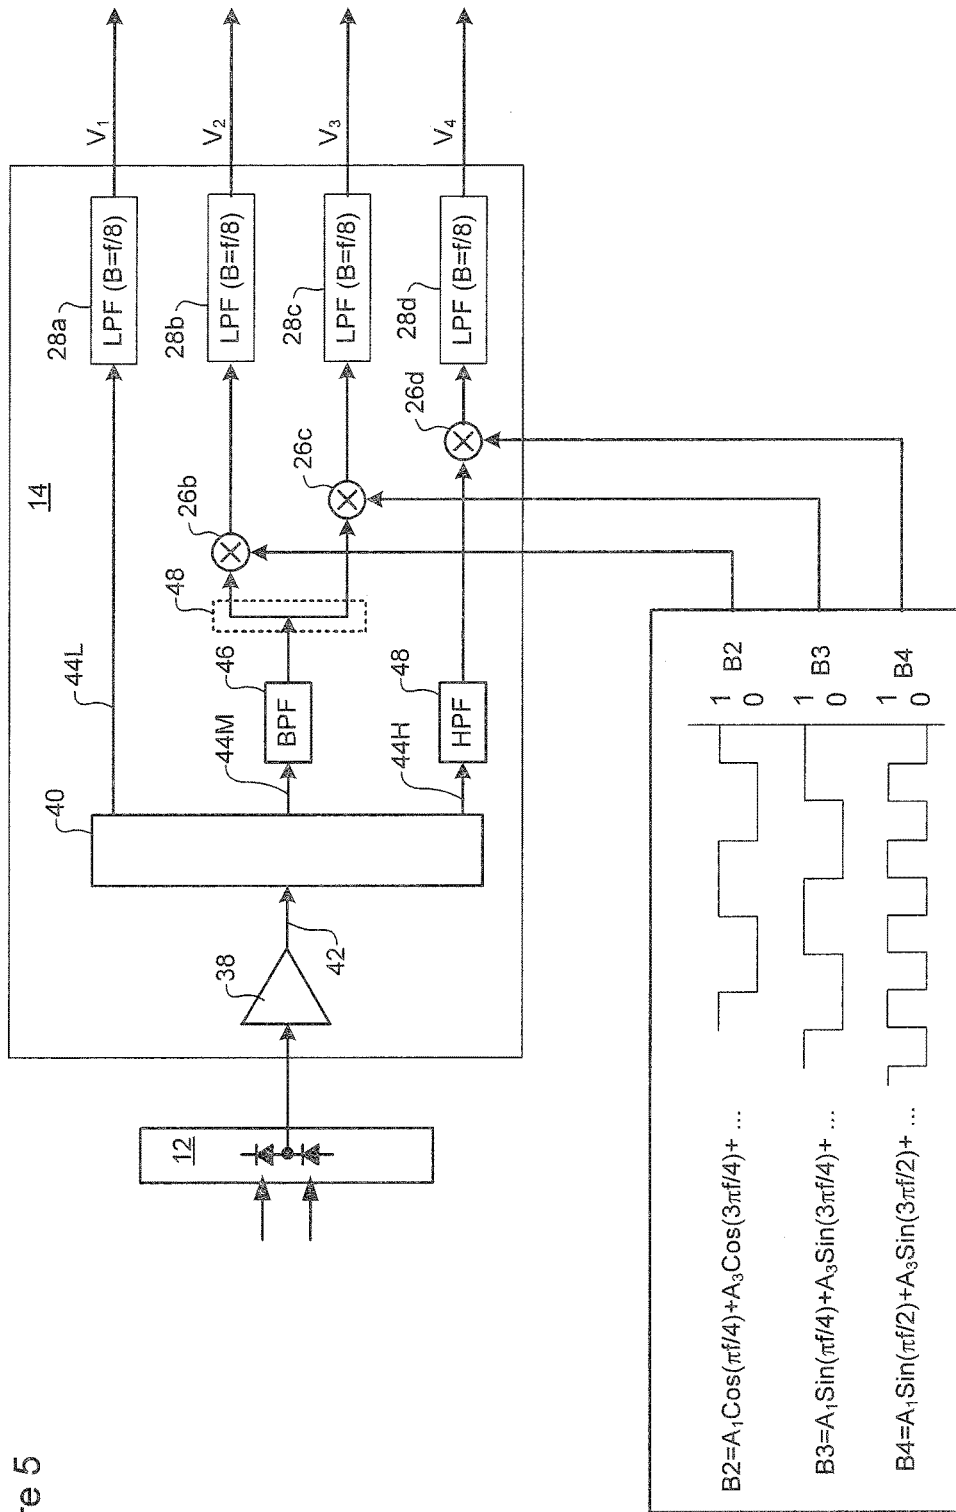 re 5
12
38
42
14
40
44L
44M
44H
46
BPF
48
HPF
48
26b
26c
26d
28a
LPF (B=f/8)
28b
LPF (B=f/8)
28c
LPF (B=f/8)
28d
LPF (B=f/8)
V₁
V₂
V₃
V₄
B2=A₁Cos(πf/4)+A₃Cos(3πf/4)+ ...
1
0
B2
B3=A₁Sin(πf/4)+A₃Sin(3πf/4)+ ...
1
0
B3
B4=A₁Sin(πf/2)+A₃Sin(3πf/2)+ ...
1
0
B4